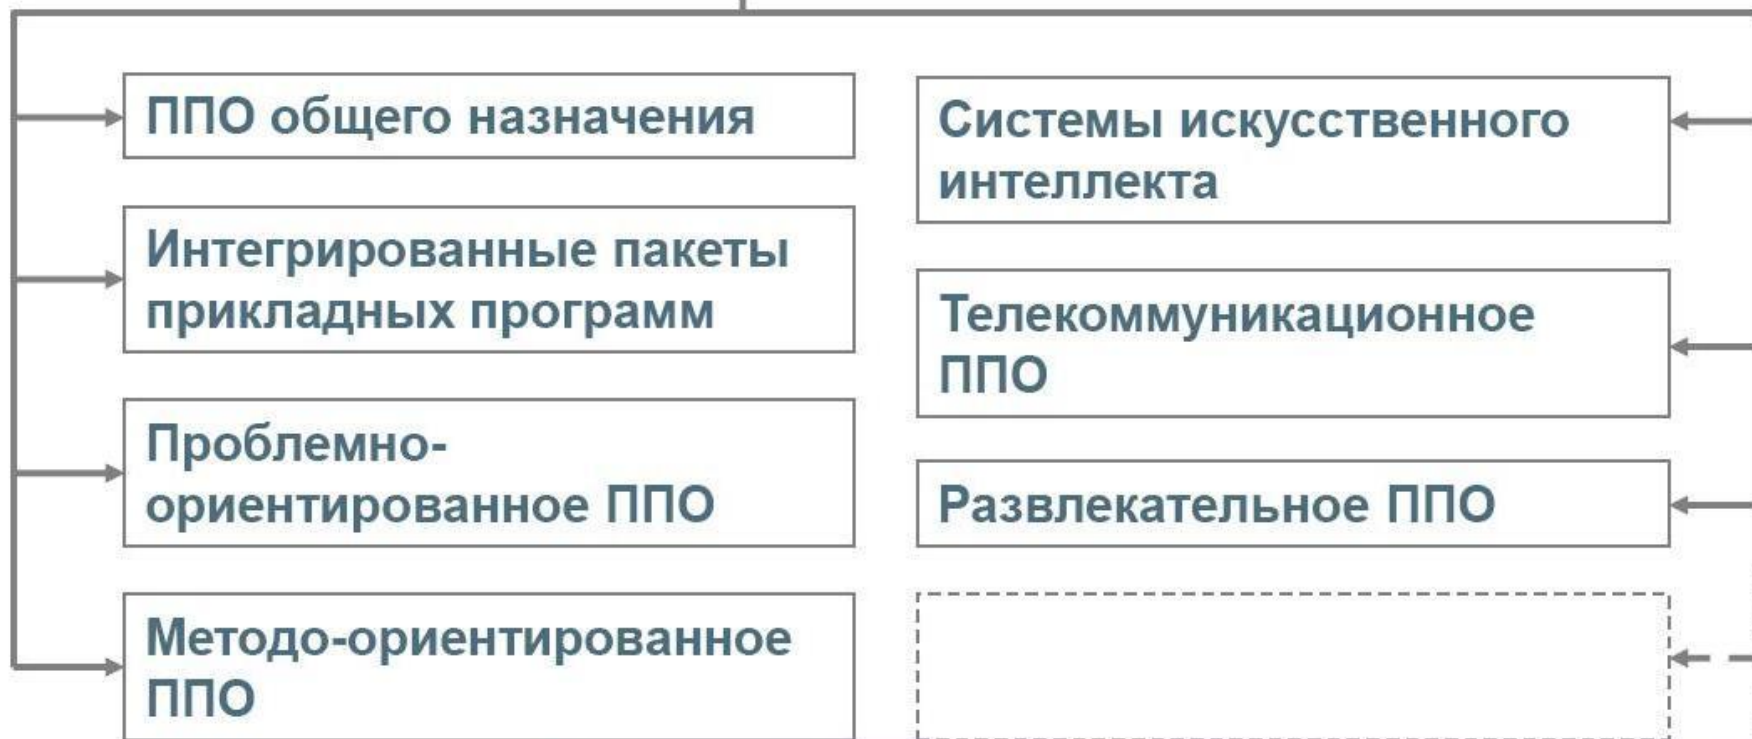 ППО общего назначения
Интегрированные пакеты
прикладных программ
Проблемно-
ориентированное ППО
Методо-ориентированное
ППО
Системы искусственного
интеллекта
Телекоммуникационное
ППО
Развлекательное ППО